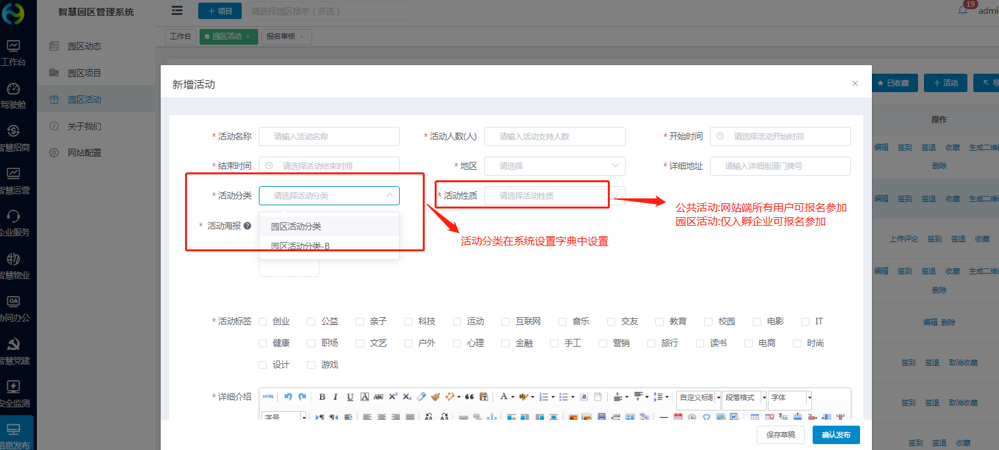 智慧园区管理系统
项目
请选择园区楼宇（多选）
19
admi
工作台
园区活动
报名审核
工作台
驾驶舱
智慧招商
智慧运营
企业服务
智慧物业
OA
协同办公
智慧党建
安全监测
信息发布
园区动态
园区项目
园区活动
关于我们
网站配置
新增活动
已收藏
活动
导
操作
* 活动名称 请输入活动名称
* 活动人数(人) 请输入活动支持人数
* 开始时间 请选择活动开始时间
* 结束时间 请选择活动结束时间
* 地区 请选择
* 详细地址 请输入详细街道门牌号
* 活动分类 请选择活动分类
* 活动性质 请选择活动性质
公共活动:网站端所有用户可报名参加
园区活动:仅入孵企业可报名参加
* 活动海报
园区活动分类
园区活动分类-B
活动分类在系统设置字典中设置
* 活动标签 创业 公益 亲子 科技 运动 互联网 音乐 交友 教育 校园 电影 IT
健康 职场 文艺 户外 心理 金融 手工 营销 旅行 读书 电商 时尚
设计 游戏
* 详细介绍
HTML
自定义标题 段落格式 字体
字号
编辑 签到 签退 收藏 生成二维码
删除
编辑 签到 签退 收藏 生成二维码
上传评论 签到 签退 收藏
编辑 签到 签退 收藏 生成二维码
删除
编辑 删除
签到 签退 取消收藏
签到 签退 取消收藏
签到 签退 收藏
保存草稿
确认发布